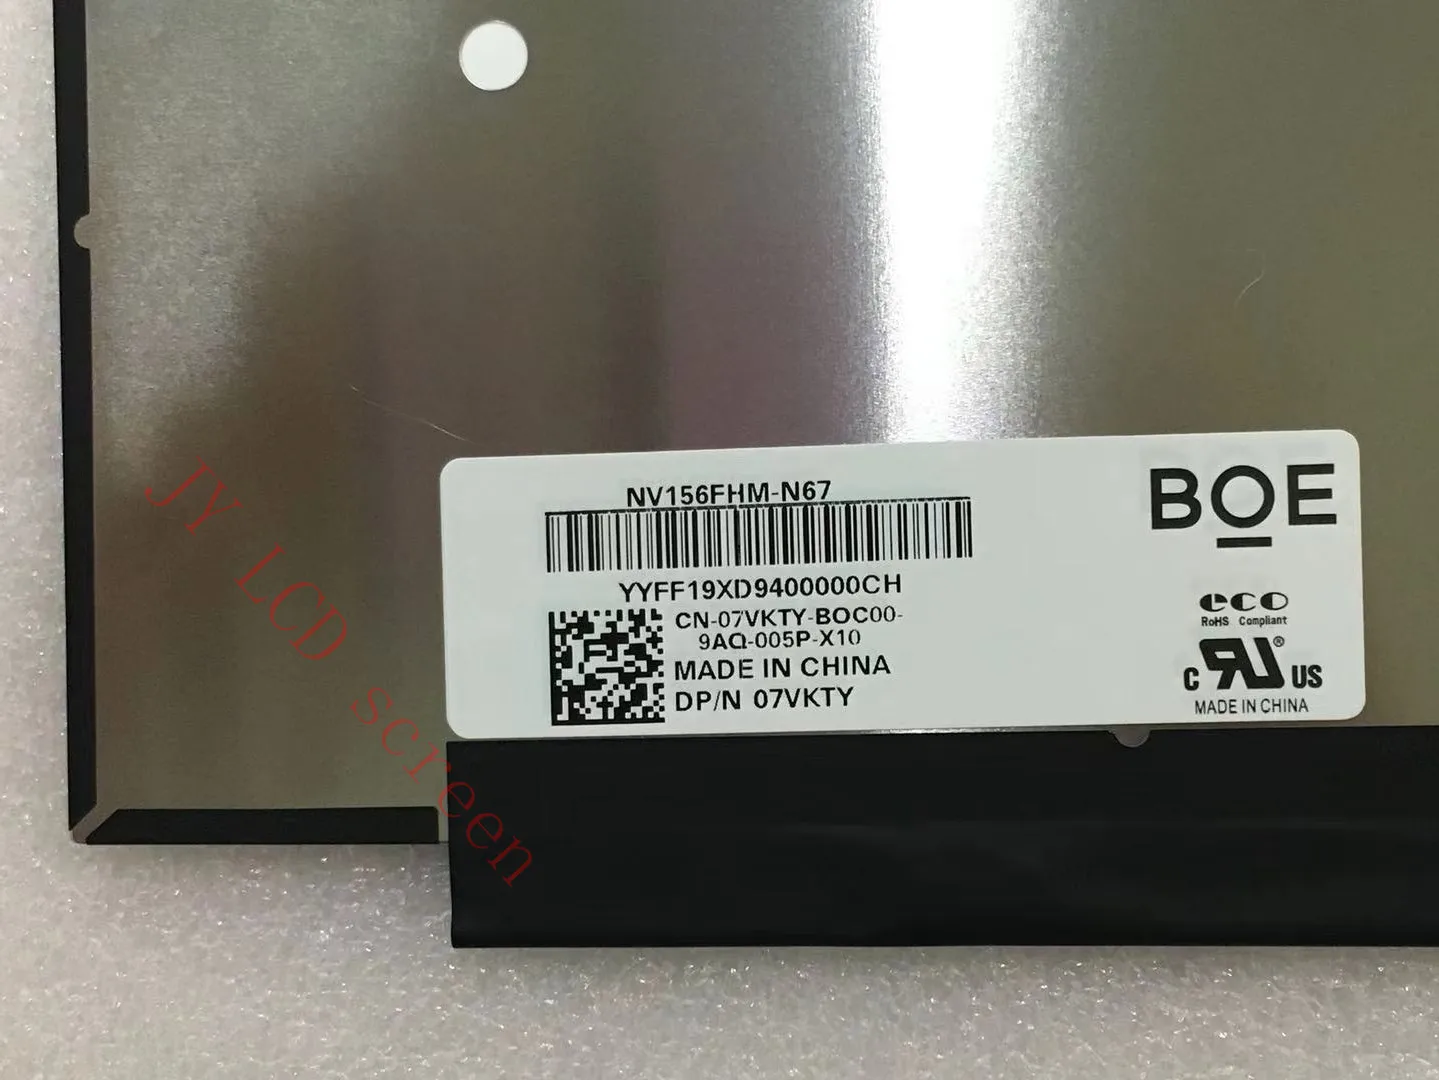 NV156FHM-N67
BOE
YYFF19XD9400000CH
CN-07VKTY-BOC00-
9AQ-005P-X10
MADE IN CHINA
DP/N 07VKTY
eco
RoHS Compliant
C RU ® US
MADE IN CHINA
JY LCD screen